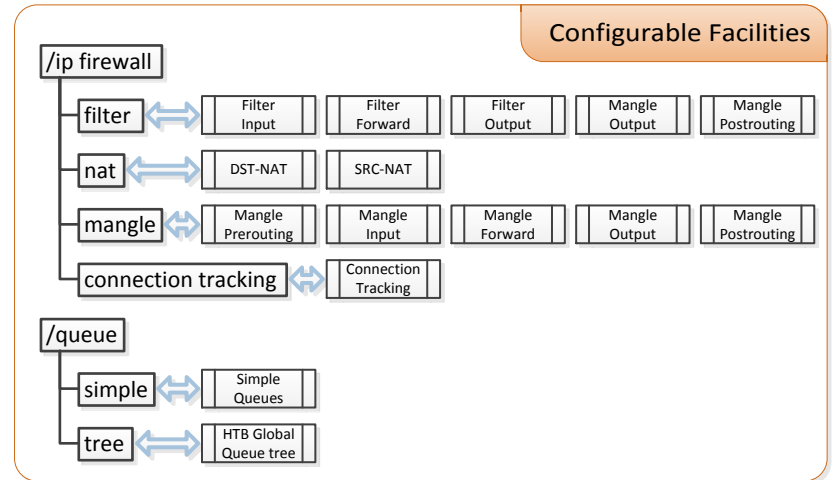 Configurable Facilities
/ip firewall
filter
Filter
Input
Filter
Forward
Filter
Output
Mangle
Output
Mangle
Postrouting
nat
DST-NAT
SRC-NAT
mangle
Mangle
Prerouting
Mangle
Input
Mangle
Forward
Mangle
Output
Mangle
Postrouting
connection tracking
Connection
Tracking
/queue
simple
Simple
Queues
tree
HTB Global
Queue tree